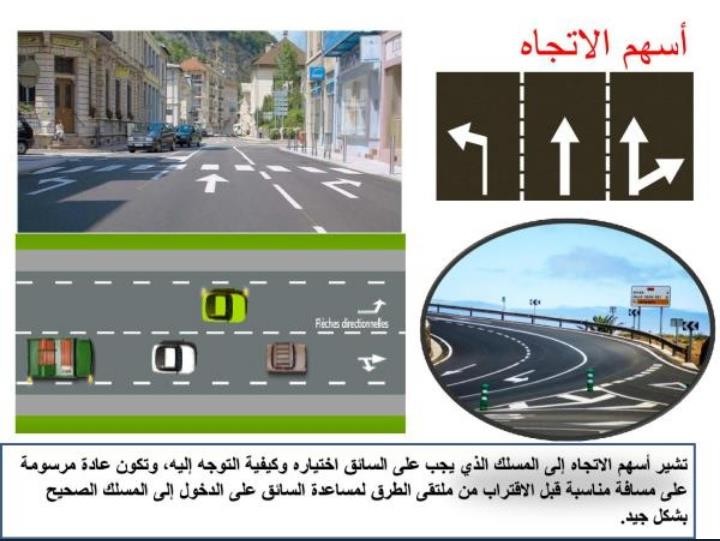 أسهم الاتجاه
Flèches directionnelles
تشير أسهم الاتجاه إلى المسلك الذي يجب على السائق اختياره وكيفية التوجه إليه، وتكون عادة مرسومة
على مسافة مناسبة قبل الاقتراب من ملتقى الطرق لمساعدة السائق على الدخول إلى المسلك الصحيح
بشكل جيد.